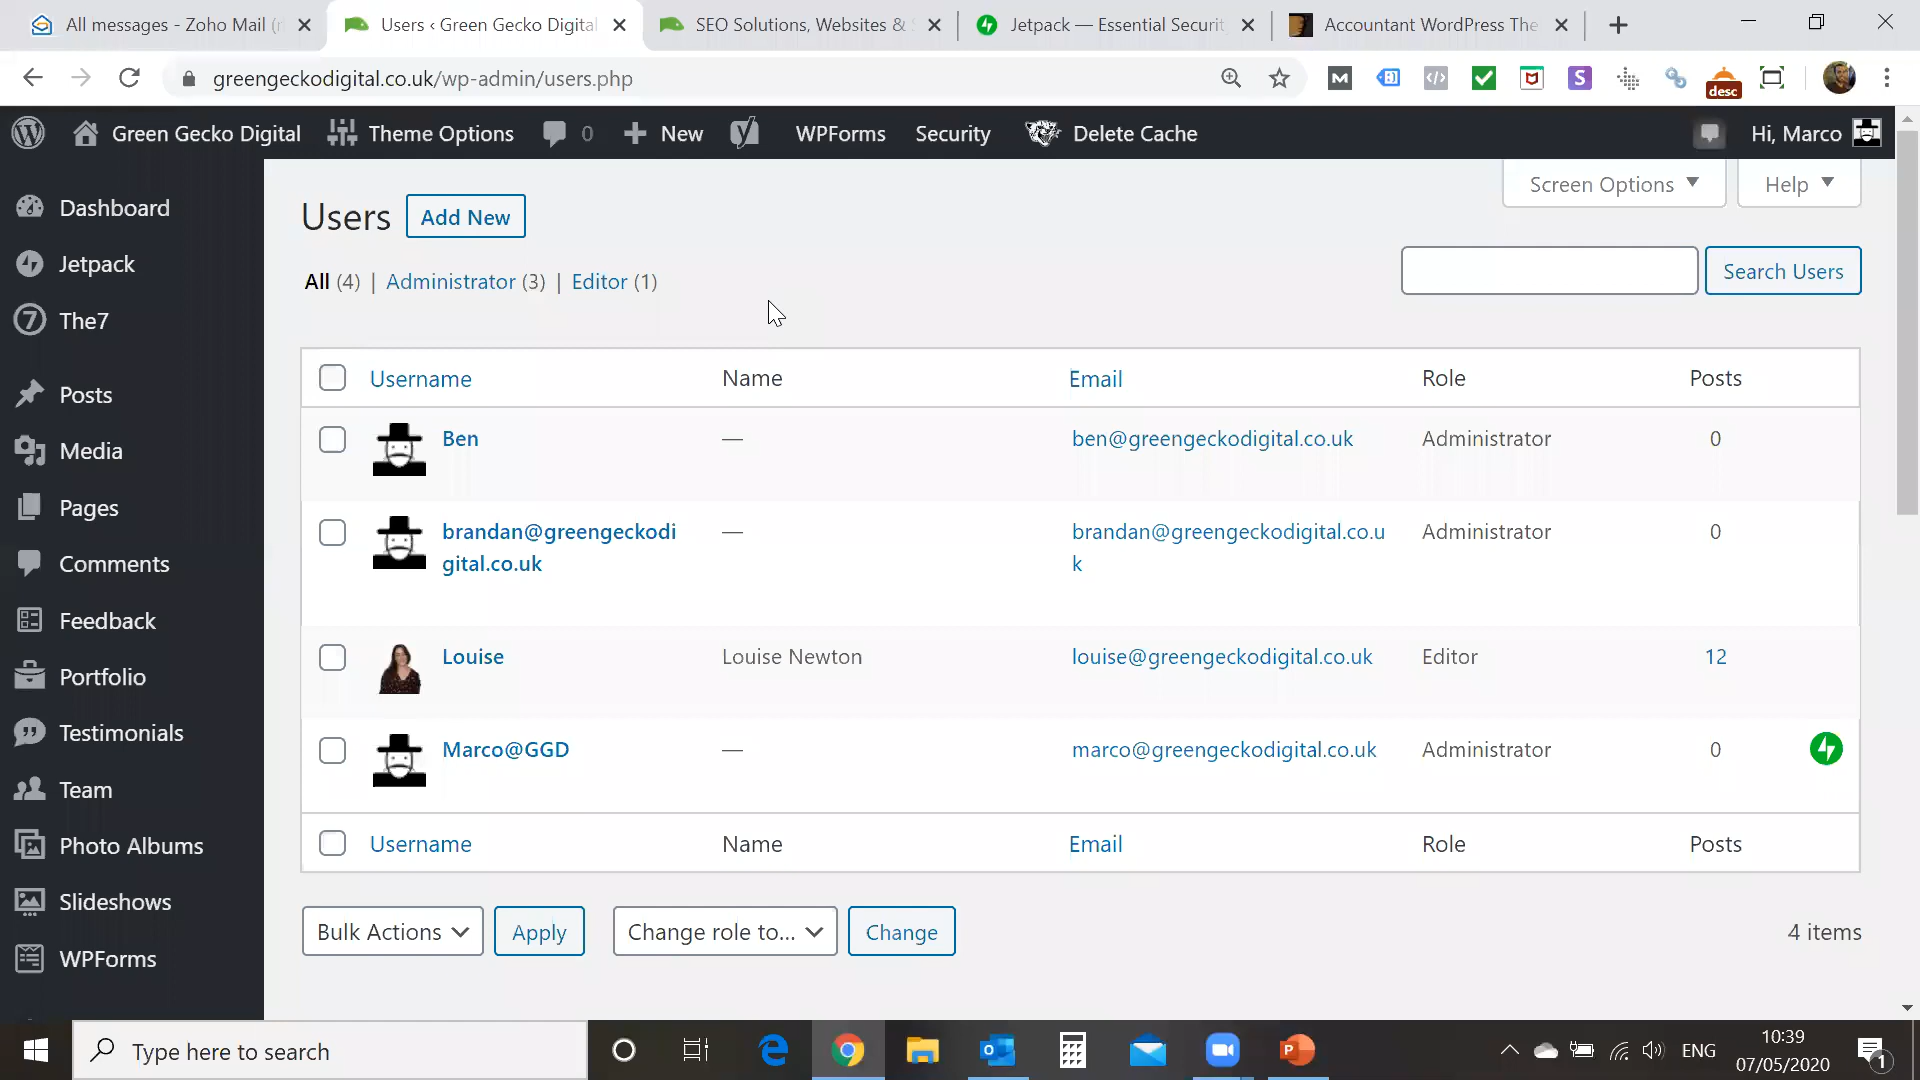 All messages - Zoho Mail (
Users ‹ Green Gecko Digital
SEO Solutions, Websites &
Jetpack — Essential Securit
Accountant WordPress The
greengeckodigital.co.uk/wp-admin/users.php
desc
Green Gecko Digital
Theme Options
0
New
WPForms
Security
Delete Cache
Hi, Marco
Screen Options
Help
Dashboard
Jetpack
The7
Posts
Media
Pages
Comments
Feedback
Portfolio
Testimonials
Team
Photo Albums
Slideshows
WPForms
Users
Add New
All (4) | Administrator (3) | Editor (1)
Search Users
Username Name Email Role Posts
Ben — ben@greengeckodigital.co.uk Administrator 0
brandan@greengeckodi — brandan@greengeckodigital.co.u Administrator 0
gital.co.uk k
Louise Louise Newton louise@greengeckodigital.co.uk Editor 12
Marco@GGD — marco@greengeckodigital.co.uk Administrator 0
Username Name Email Role Posts
Bulk Actions
Apply
Change role to...
Change
4 items
Type here to search
ENG
10:39
07/05/2020
1